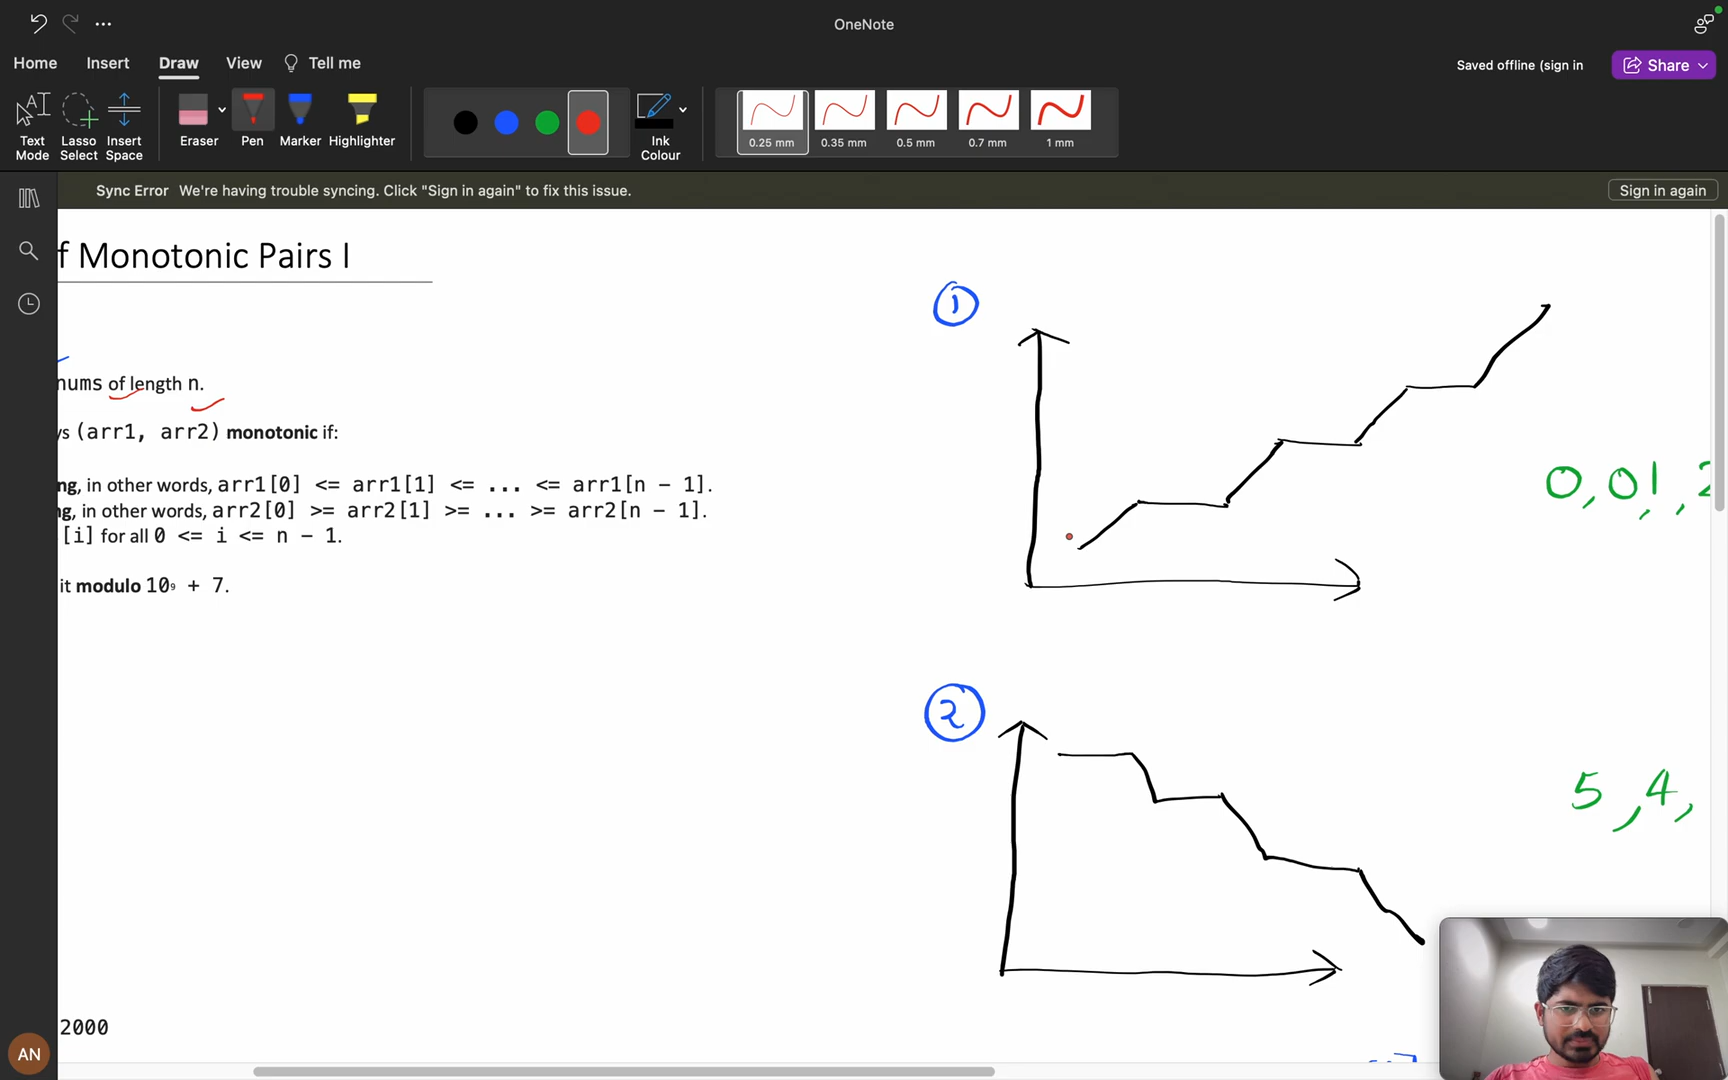 OneNote
Home Insert Draw View Tell me
Saved offline (sign in
Share
Text Mode
Lasso Select
Insert Space
Eraser
Pen
Marker
Highlighter
Ink Colour
0.25 mm
0.35 mm
0.5 mm
0.7 mm
1 mm
Sync Error We're having trouble syncing. Click "Sign in again" to fix this issue.
Sign in again
f Monotonic Pairs I
nums of length n.
ys (arr1, arr2) monotonic if:
ng, in other words, arr1[0] <= arr1[1] <= ... <= arr1[n - 1].
ng, in other words, arr2[0] >= arr2[1] >= ... >= arr2[n - 1].
[i] for all 0 <= i <= n - 1.
it modulo 10⁹ + 7.
2000
1
0, 0 1, 2
2
5, 4,
AN